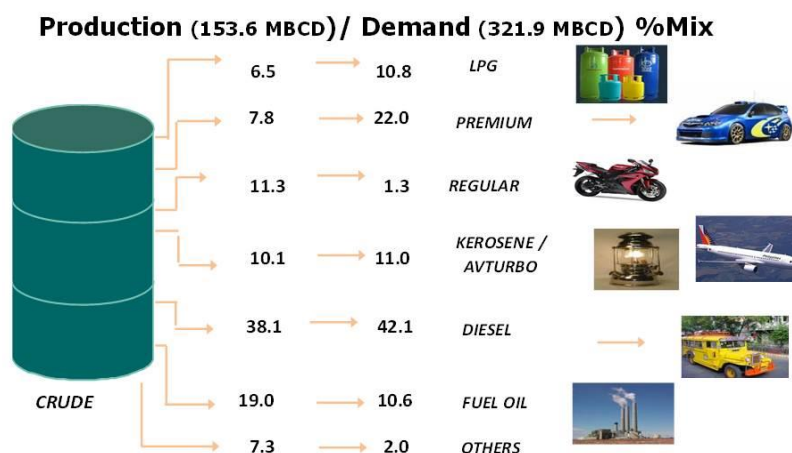 Production (153.6 MBCD)/ Demand (321.9 MBCD) %Mix
6.5 10.8 LPG
7.8 22.0 PREMIUM
11.3 1.3 REGULAR
10.1 11.0 KEROSENE /
AVTURBO
38.1 42.1 DIESEL
CRUDE 19.0 10.6 FUEL OIL
7.3 2.0 OTHERS